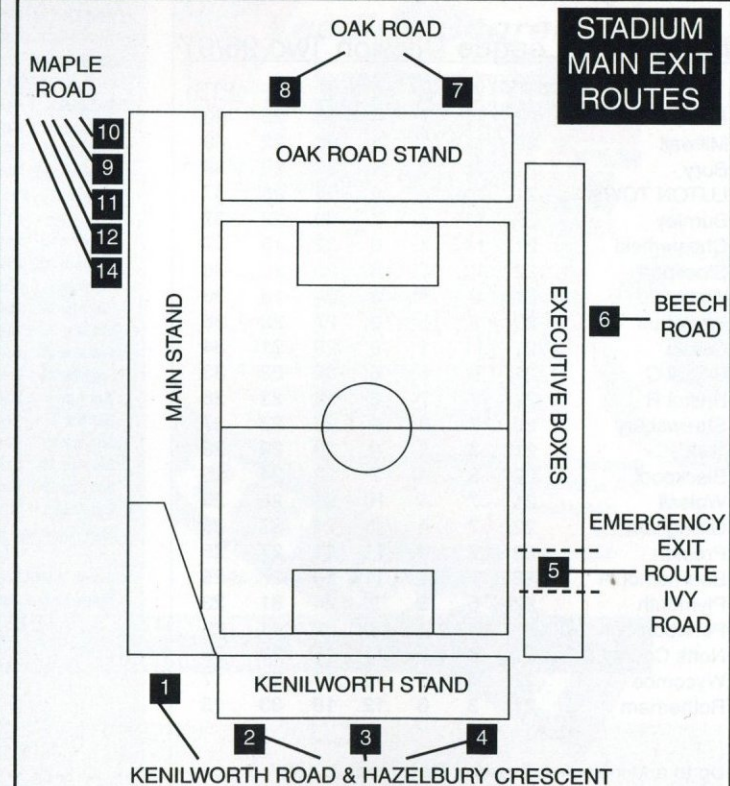 STADIUM
MAIN EXIT
ROUTES
OAK ROAD
8 7
MAPLE
ROAD
10
9
11
12
14
OAK ROAD STAND
MAIN STAND
EXECUTIVE BOXES
6
BEECH
ROAD
EMERGENCY
EXIT
5 ROUTE
IVY
ROAD
KENILWORTH STAND
1
2 3 4
KENILWORTH ROAD & HAZELBURY CRESCENT